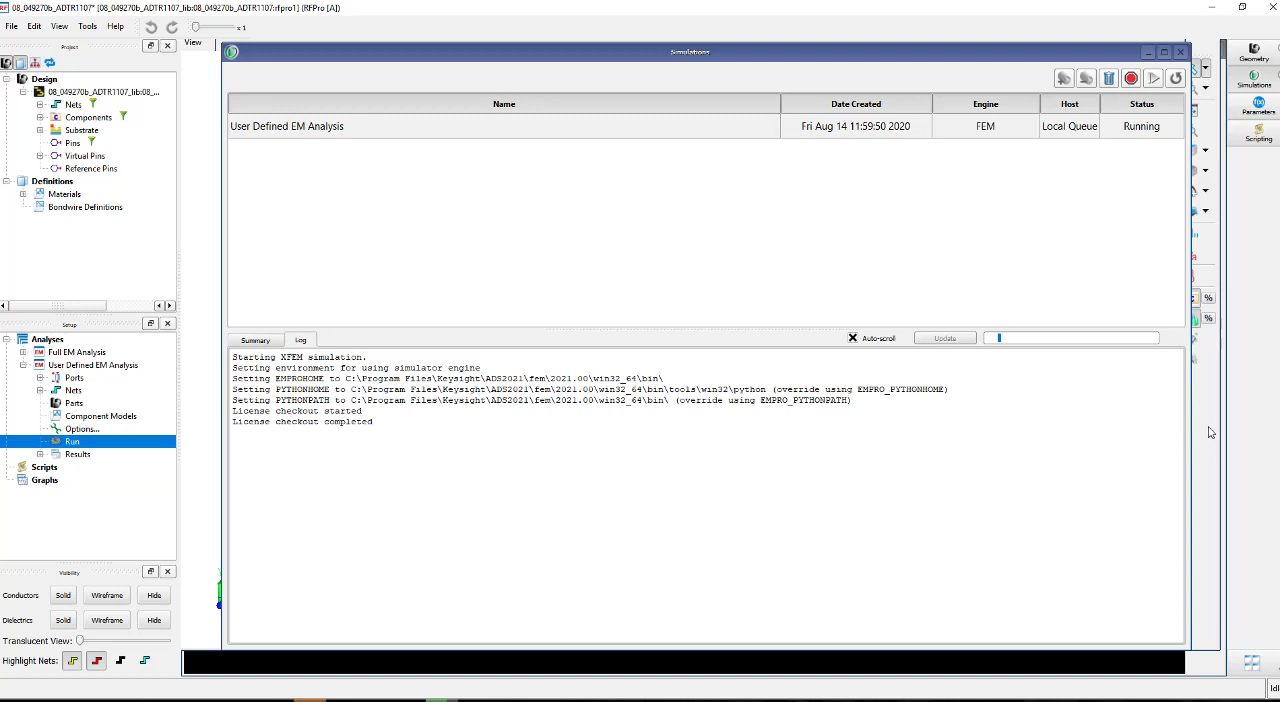 08_049270b_ADTR1107* [08_049270b_ADTR1107_lib:08_049270b_ADTR1107:rfpro1] (RFPro [A])
File Edit View Tools Help
x 1
Project
View
Design
08_049270b_ADTR1107_lib:08_...
Nets
Components
Substrate
Pins
Virtual Pins
Reference Pins
Definitions
Materials
Bondwire Definitions
Setup
Analyses
Full EM Analysis
User Defined EM Analysis
Ports
Nets
Parts
Component Models
Options...
Run
Results
Scripts
Graphs
Visibility
Conductors Solid Wireframe Hide
Dielectrics Solid Wireframe Hide
Translucent View:
Highlight Nets:
Simulations
Name Date Created Engine Host Status
User Defined EM Analysis Fri Aug 14 11:59:50 2020 FEM Local Queue Running
Summary Log Auto-scroll Update
Starting XFEM simulation.
Setting environment for using simulator engine
Setting EMPROHOME to C:\Program Files\Keysight\ADS2021\fem\2021.00\win32_64\bin\
Setting PYTHONHOME to C:\Program Files\Keysight\ADS2021\fem\2021.00\win32_64\bin\tools\win32\python (override using EMPRO_PYTHONHOME)
Setting PYTHONPATH to C:\Program Files\Keysight\ADS2021\fem\2021.00\win32_64\bin\ (override using EMPRO_PYTHONPATH)
License checkout started
License checkout completed
Geometry
Simulations
Parameters
Scripting
%
%